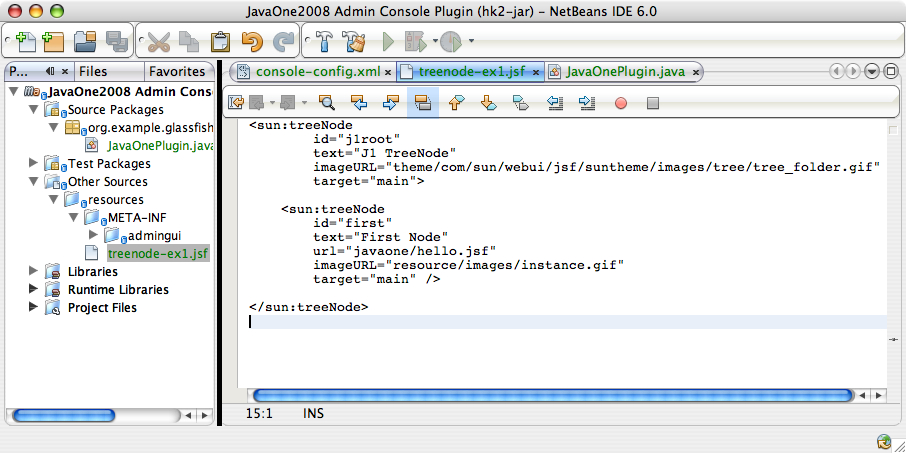 JavaOne2008 Admin Console Plugin (hk2-jar) - NetBeans IDE 6.0
P... Files Favorites
console-config.xml treenode-ex1.jsf JavaOnePlugin.java
JavaOne2008 Admin Cons
Source Packages
org.example.glassfish
JavaOnePlugin.java
Test Packages
Other Sources
resources
META-INF
admingui
treenode-ex1.jsf
Libraries
Runtime Libraries
Project Files
<sun:treeNode
id="j1root"
text="J1 TreeNode"
imageURL="theme/com/sun/webui/jsf/suntheme/images/tree/tree_folder.gif"
target="main">
<sun:treeNode
id="first"
text="First Node"
url="javaone/hello.jsf
imageURL="resource/images/instance.gif"
target="main" />
</sun:treeNode>
15:1 INS